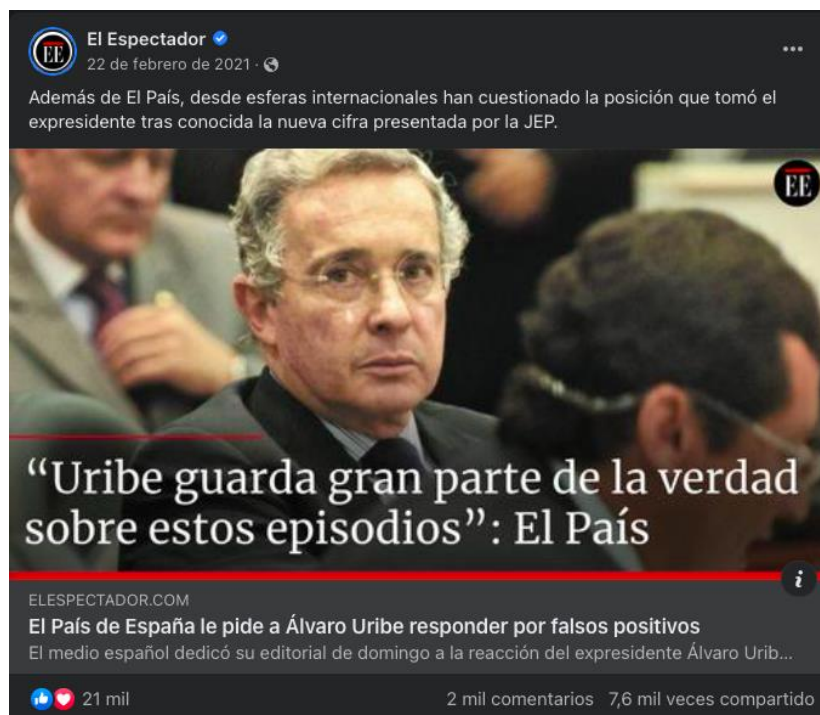 El Espectador
EE
22 de febrero de 2021 ·
Además de El País, desde esferas internacionales han cuestionado la posición que tomó el
expresidente tras conocida la nueva cifra presentada por la JEP.
EE
“Uribe guarda gran parte de la verdad
sobre estos episodios”: El País
i
ELESPECTADOR.COM
El País de España le pide a Álvaro Uribe responder por falsos positivos
El medio español dedicó su editorial de domingo a la reacción del expresidente Álvaro Urib...
21 mil
2 mil comentarios 7,6 mil veces compartido